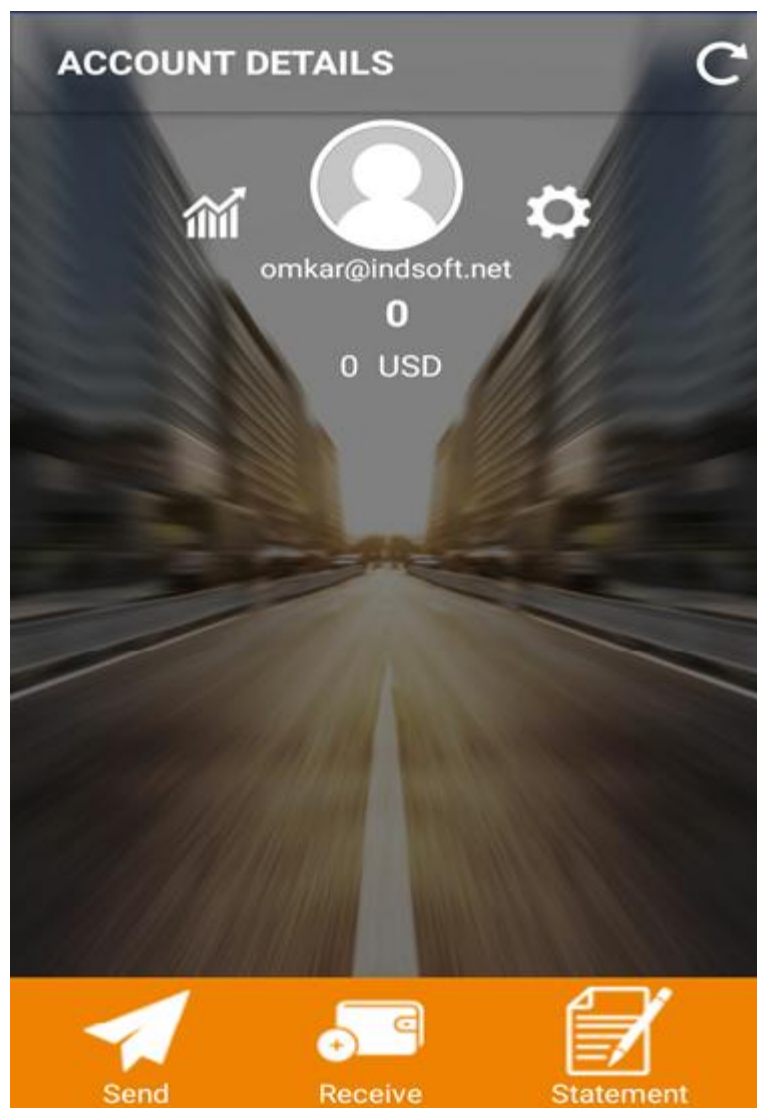 ACCOUNT DETAILS
omkar@indsoft.net
0
0 USD
Send Receive Statement